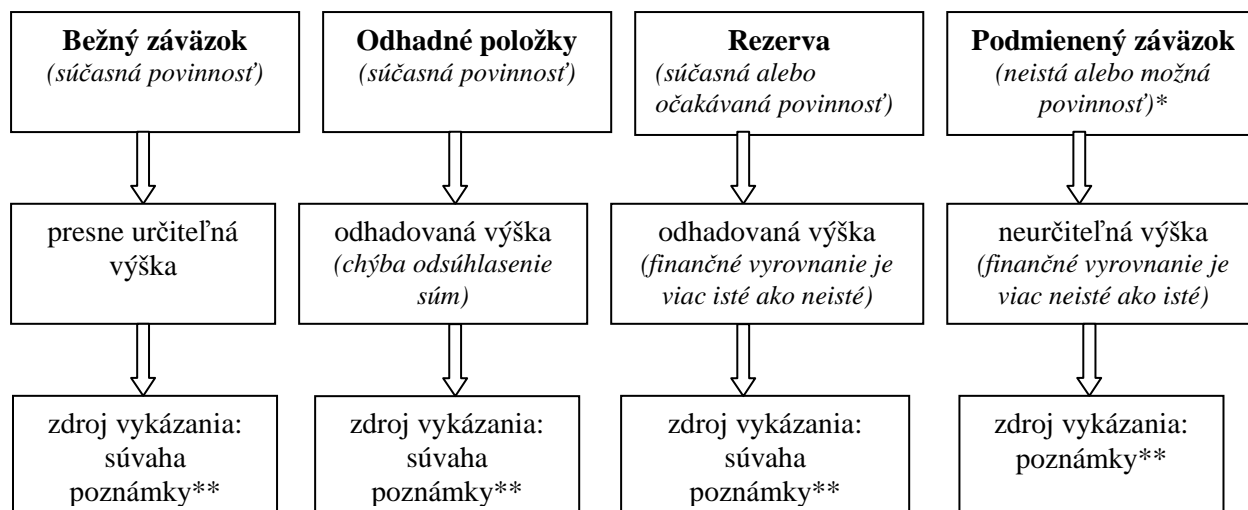 Bežný záväzok
(súčasná povinnosť)
Odhadné položky
(súčasná povinnosť)
Rezerva
(súčasná alebo
očakávaná povinnosť)
Podmienený záväzok
(neistá alebo možná
povinnosť)*
presne určiteľná
výška
odhadovaná výška
(chýba odsúhlasenie
súm)
odhadovaná výška
(finančné vyrovnanie je
viac isté ako neisté)
neurčiteľná výška
(finančné vyrovnanie je
viac neisté ako isté)
zdroj vykázania:
súvaha
poznámky**
zdroj vykázania:
súvaha
poznámky**
zdroj vykázania:
súvaha
poznámky**
zdroj vykázania:
poznámky**